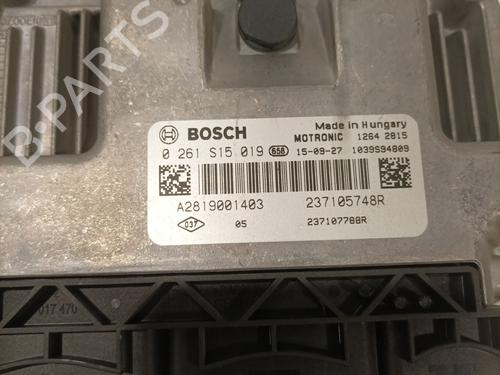 B-PARTS
BOSCH
Made in Hungary
MOTRONIC 1264 2815
0 261 S15 019 656 15-09-27 1039S94809
A2819001403 237105748R
037 05 237107788R
017 470